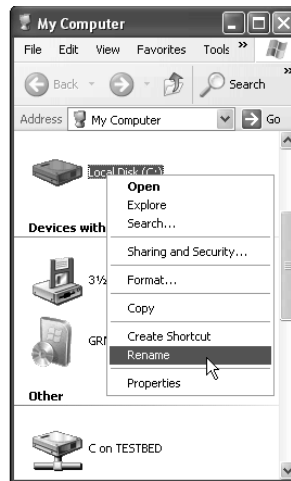 My Computer
File Edit View Favorites Tools »
Back Search »
Address My Computer Go
Local Disk (C:)
Open
Explore
Search...
Devices with
Sharing and Security...
3½
Format...
Copy
GR
Create Shortcut
Rename
Properties
Other
C on TESTBED